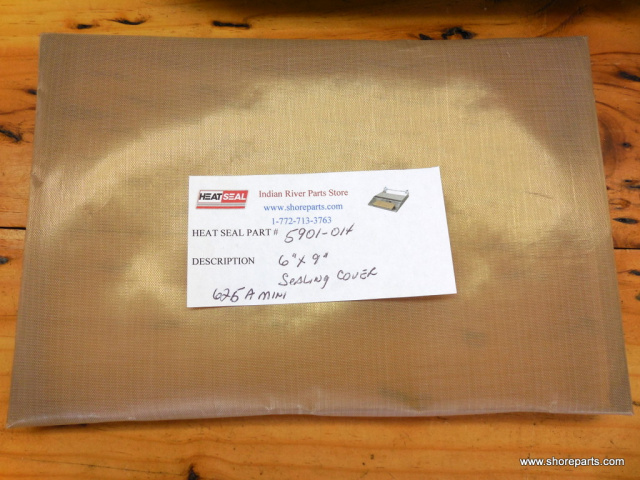 HEAT SEAL Indian River Parts Store
www.shoreparts.com
1-772-713-3763
HEAT SEAL PART # 5901-014
DESCRIPTION 6" x 9"
SEALING COVER
625 A MINI
www.shoreparts.com